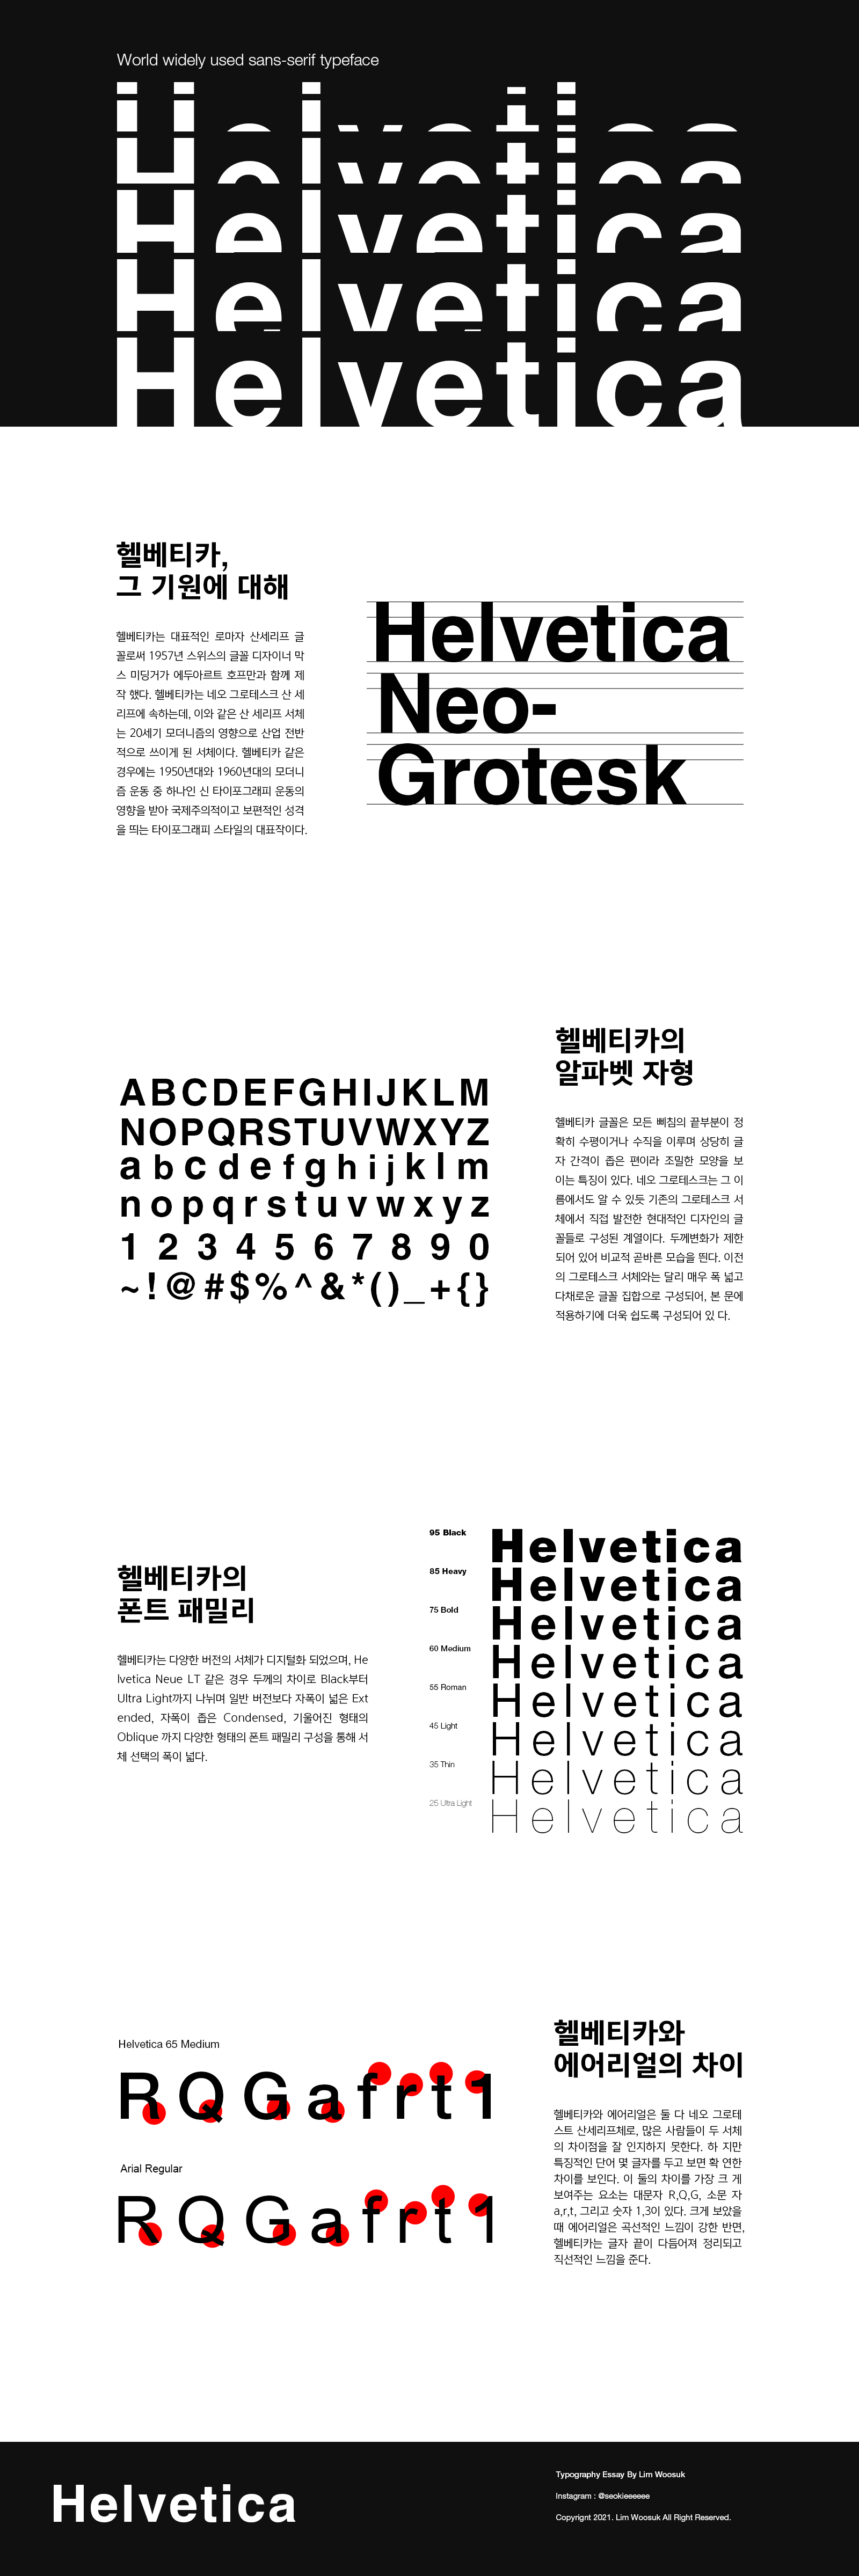 World widely used sans-serif typeface
Helvetica
Helvetica
Helvetica
Helvetica
Helvetica
헬베티카,
그 기원에 대해
헬베티카는 대표적인 로마자 산세리프 글
꼴로써 1957년 스위스의 글꼴 디자이너 막
스 미딩거가 에두아르트 호프만과 함께 제
작 했다. 헬베티카는 네오 그로테스크 산 세
리프에 속하는데, 이와 같은 산 세리프 서체
는 20세기 모더니즘의 영향으로 산업 전반
적으로 쓰이게 된 서체이다. 헬베티카 같은
경우에는 1950년대와 1960년대의 모더니
즘 운동 중 하나인 신 타이포그래피 운동의
영향을 받아 국제주의적이고 보편적인 성격
을 띄는 타이포그래피 스타일의 대표작이다.
Helvetica
Neo-
Grotesk
헬베티카의
알파벳 자형
헬베티카 글꼴은 모든 삐침의 끝부분이 정
확히 수평이거나 수직을 이루며 상당히 글
자 간격이 좁은 편이라 조밀한 모양을 보
이는 특징이 있다. 네오 그로테스크는 그 이
름에서도 알 수 있듯 기존의 그로테스크 서
체에서 직접 발전한 현대적인 디자인의 글
꼴들로 구성된 계열이다. 두께변화가 제한
되어 있어 비교적 곧바른 모습을 띈다. 이전
의 그로테스크 서체와는 달리 매우 폭 넓고
다채로운 글꼴 집합으로 구성되어, 본 문에
적용하기에 더욱 쉽도록 구성되어 있 다.
ABCDEFGHIJKLM
NOPQRSTUVWXYZ
a b c d e f g h i j k l m
n o p q r s t u v w x y z
1 2 3 4 5 6 7 8 9 0
~!@#$%^&*()_+{}
헬베티카의
폰트 패밀리
헬베티카는 다양한 버전의 서체가 디지털화 되었으며, He
lvetica Neue LT 같은 경우 두께의 차이로 Black부터
Ultra Light까지 나뉘며 일반 버전보다 자폭이 넓은 Ext
ended, 자폭이 좁은 Condensed, 기울어진 형태의
Oblique 까지 다양한 형태의 폰트 패밀리 구성을 통해 서
체 선택의 폭이 넓다.
95 Black Helvetica
85 Heavy Helvetica
75 Bold Helvetica
60 Medium Helvetica
55 Roman Helvetica
45 Light Helvetica
35 Thin Helvetica
25 Ultra Light Helvetica
헬베티카와
에어리얼의 차이
헬베티카와 에어리얼은 둘 다 네오 그로테
스트 산세리프체로, 많은 사람들이 두 서체
의 차이점을 잘 인지하지 못한다. 하 지만
특징적인 단어 몇 글자를 두고 보면 확 연한
차이를 보인다. 이 둘의 차이를 가장 크 게
보여주는 요소는 대문자 R,Q,G, 소문 자
a,r,t, 그리고 숫자 1,3이 있다. 크게 보았을
때 에어리얼은 곡선적인 느낌이 강한 반면,
헬베티카는 글자 끝이 다듬어져 정리되고
직선적인 느낌을 준다.
Helvetica 65 Medium
R Q G a f r t 1
Arial Regular
R Q G a f r t 1
Helvetica
Typography Essay By Lim Woosuk
Instagram : @seokieeeeee
Copyrignt 2021. Lim Woosuk All Right Reserved.